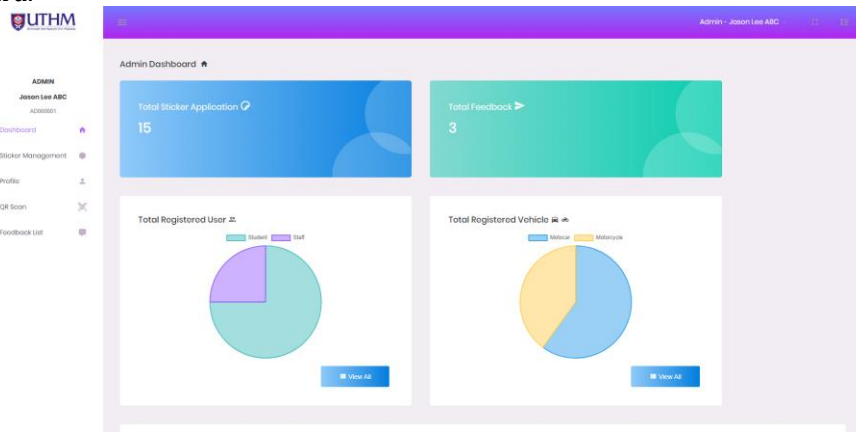 UTHM
Admin - Jason Lee ABC
ADMIN
Jason Lee ABC
AD000001
Dashboard
Sticker Management
Profile
QR Scan
Feedback List
Admin Dashboard
Total Sticker Application
15
Total Feedback
3
Total Registered User
Student Staff
View All
Total Registered Vehicle
Motocar Motorcycle
View All